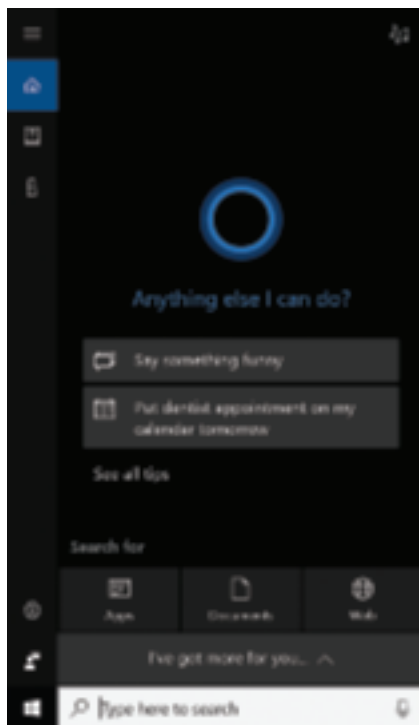 Anything else I can do?
Say something funny
Put dentist appointment on my
calendar tomorrow
See all tips
Search for
Apps
Documents
Web
I've got more for you...
Type here to search